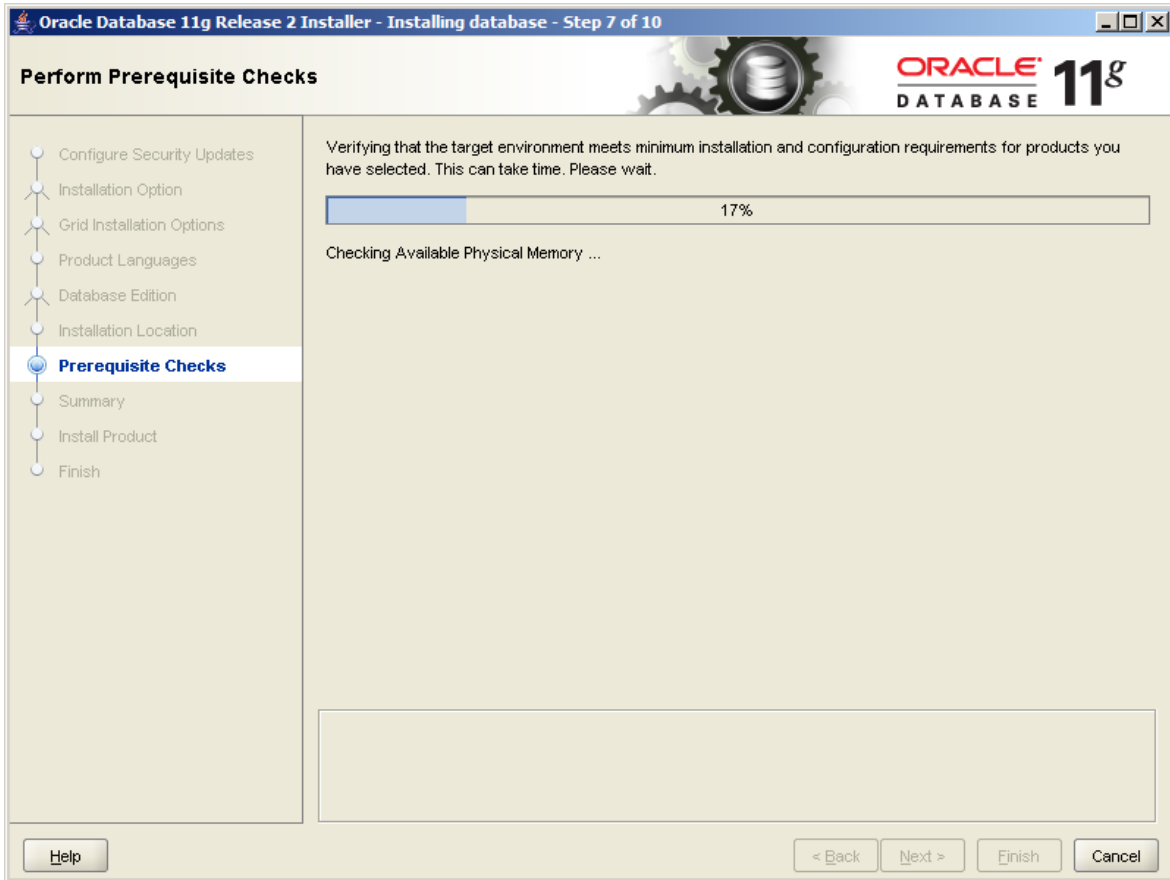 Oracle Database 11g Release 2 Installer - Installing database - Step 7 of 10
Perform Prerequisite Checks
ORACLE
DATABASE
11g
Configure Security Updates
Installation Option
Grid Installation Options
Product Languages
Database Edition
Installation Location
Prerequisite Checks
Summary
Install Product
Finish
Verifying that the target environment meets minimum installation and configuration requirements for products you
have selected. This can take time. Please wait.
17%
Checking Available Physical Memory ...
Help
< Back
Next >
Finish
Cancel